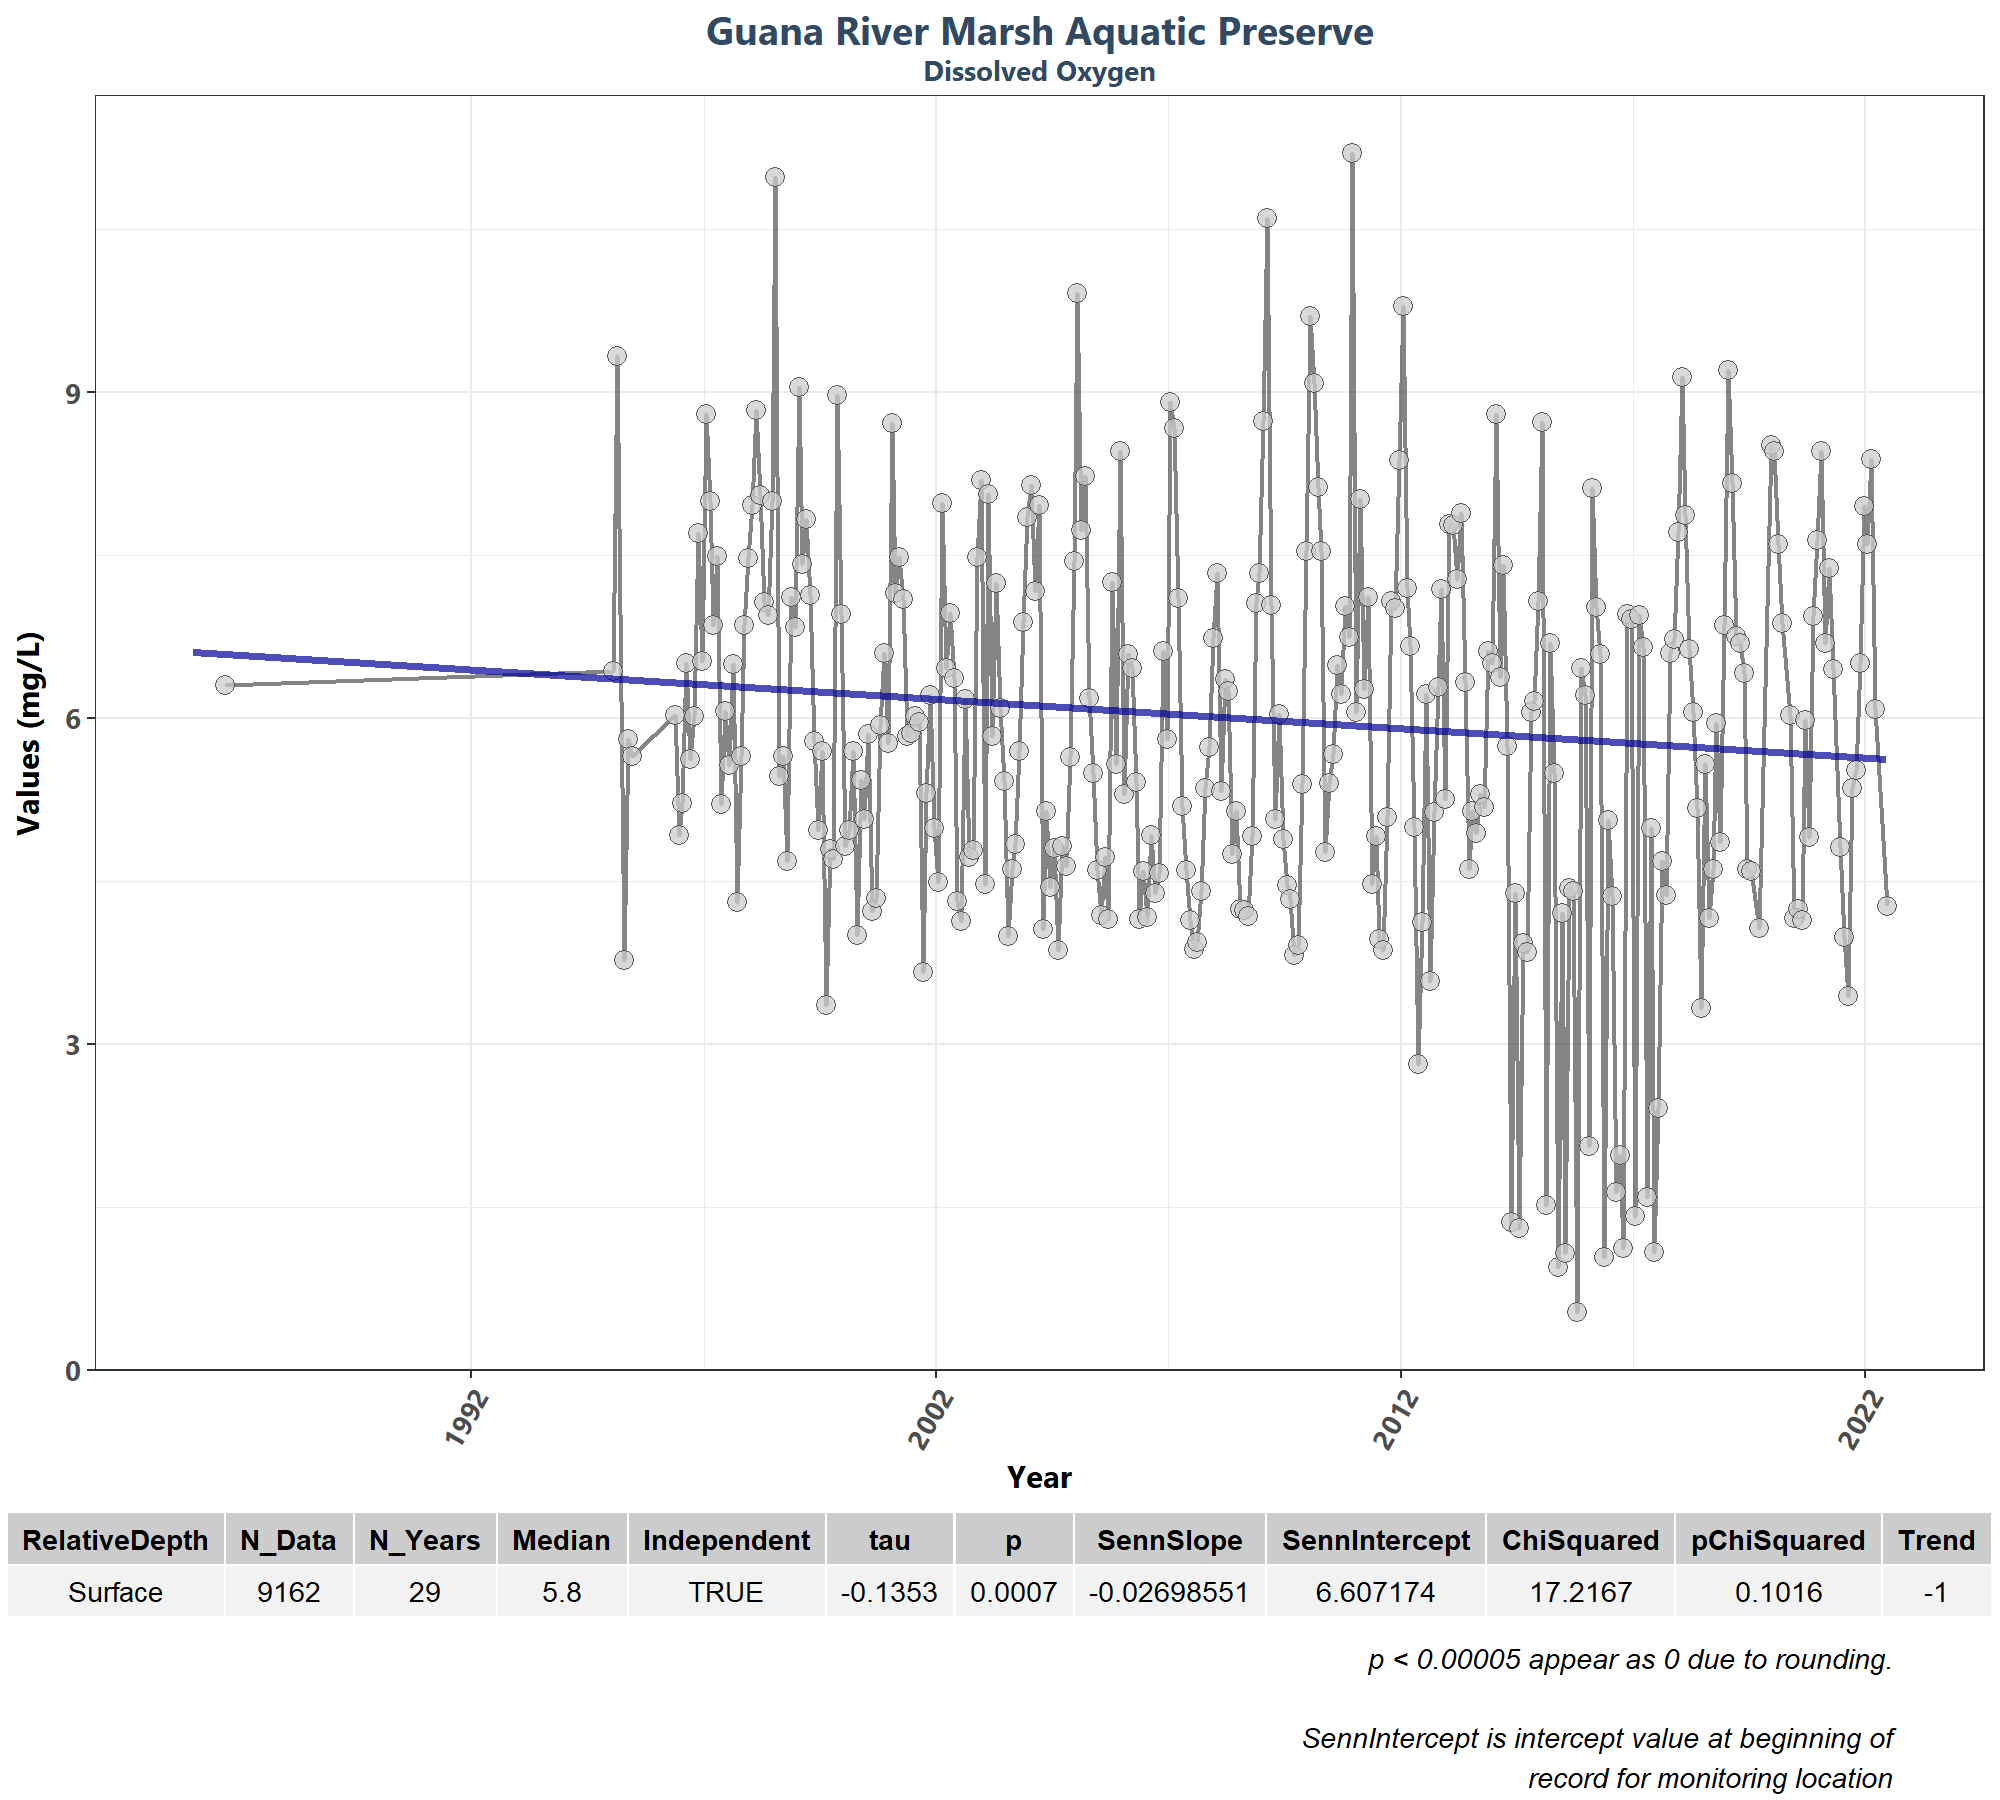 Guana River Marsh Aquatic Preserve
Dissolved Oxygen
Values (mg/L)
9
6
3
0
1992 2002 2012 2022
Year
RelativeDepth N_Data N_Years Median Independent tau p SennSlope SennIntercept ChiSquared pChiSquared Trend
Surface 9162 29 5.8 TRUE -0.1353 0.0007 -0.02698551 6.607174 17.2167 0.1016 -1
p < 0.00005 appear as 0 due to rounding.
SennIntercept is intercept value at beginning of
record for monitoring location